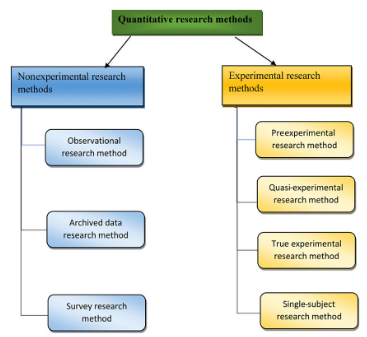 Quantitative research methods
Nonexperimental research
methods
Observational
research method
Archived data
research method
Survey research
method
Experimental research
methods
Preexperimental
research method
Quasi-experimental
research method
True experimental
research method
Single-subject
research method